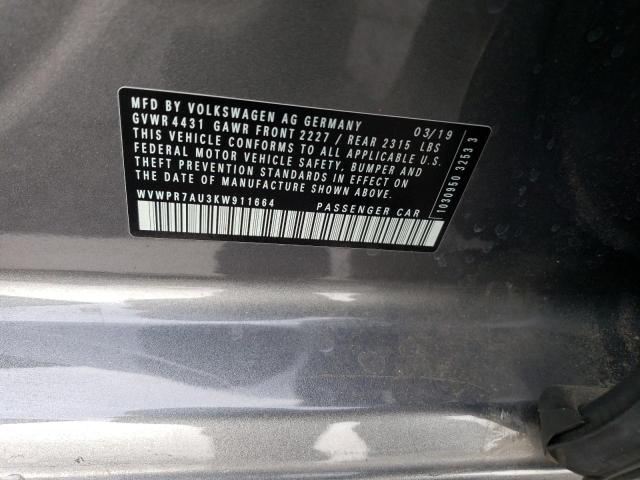 MFD BY VOLKSWAGEN AG GERMANY 03/19
GVWR 4431 GAWR FRONT 2227 / REAR 2315 LBS
THIS VEHICLE CONFORMS TO ALL APPLICABLE U.S.
FEDERAL MOTOR VEHICLE SAFETY, BUMPER AND
THEFT PREVENTION STANDARDS IN EFFECT ON
THE DATE OF MANUFACTURE SHOWN ABOVE.
WVWPR7AU3KW911664 PASSENGER CAR
1030950 3253 3